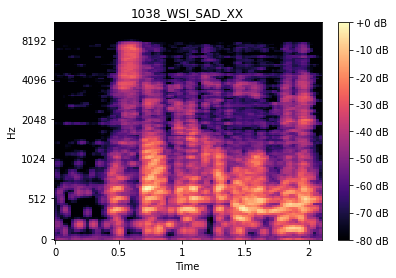 1038_WSI_SAD_XX
+0 dB
8192
-10 dB
4096
-20 dB
-30 dB
2048
Hz
-40 dB
1024
-50 dB
512
-60 dB
-70 dB
0
-80 dB
0
0.5
1
1.5
2
Time